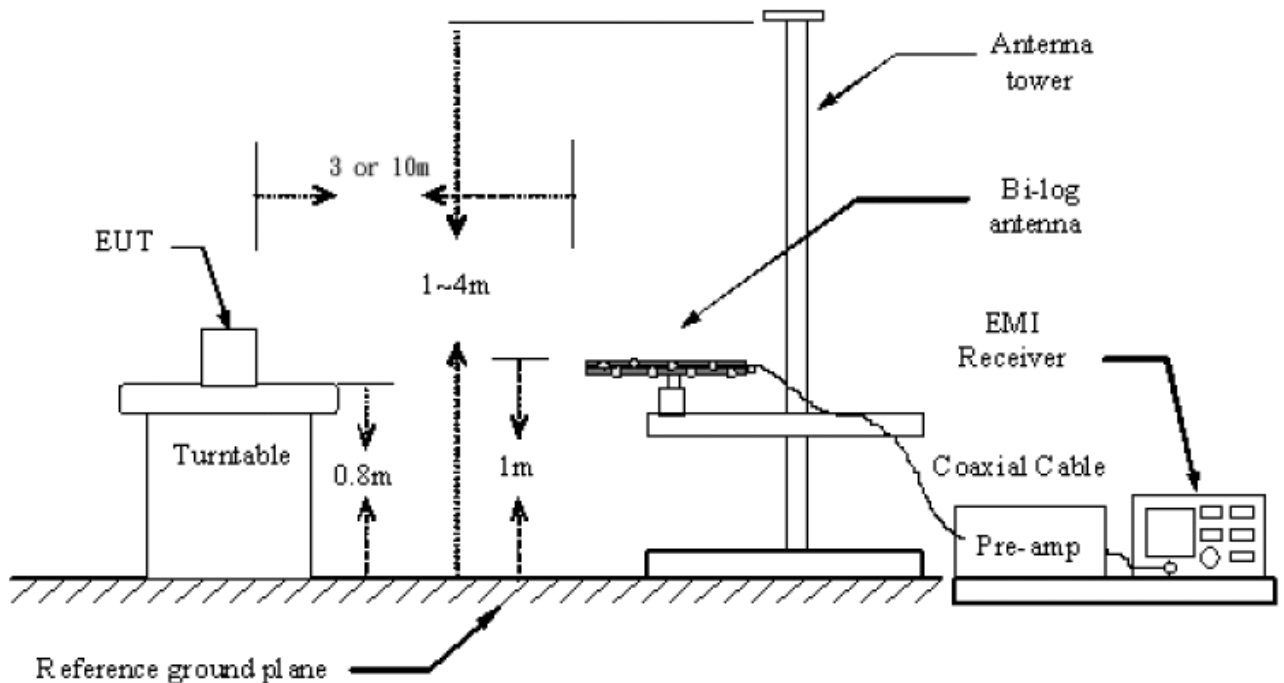 Antenna
tower
3 or 10m
Bi-log
antenna
EUT
1~4m
EMI
Receiver
Turntable
0.8m
1m
Coaxial Cable
Pre-amp
Reference ground plane